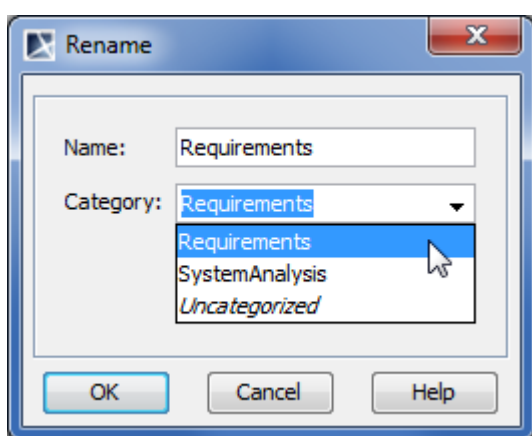 Rename
Name: Requirements
Category: Requirements
Requirements
SystemAnalysis
Uncategorized
OK Cancel Help